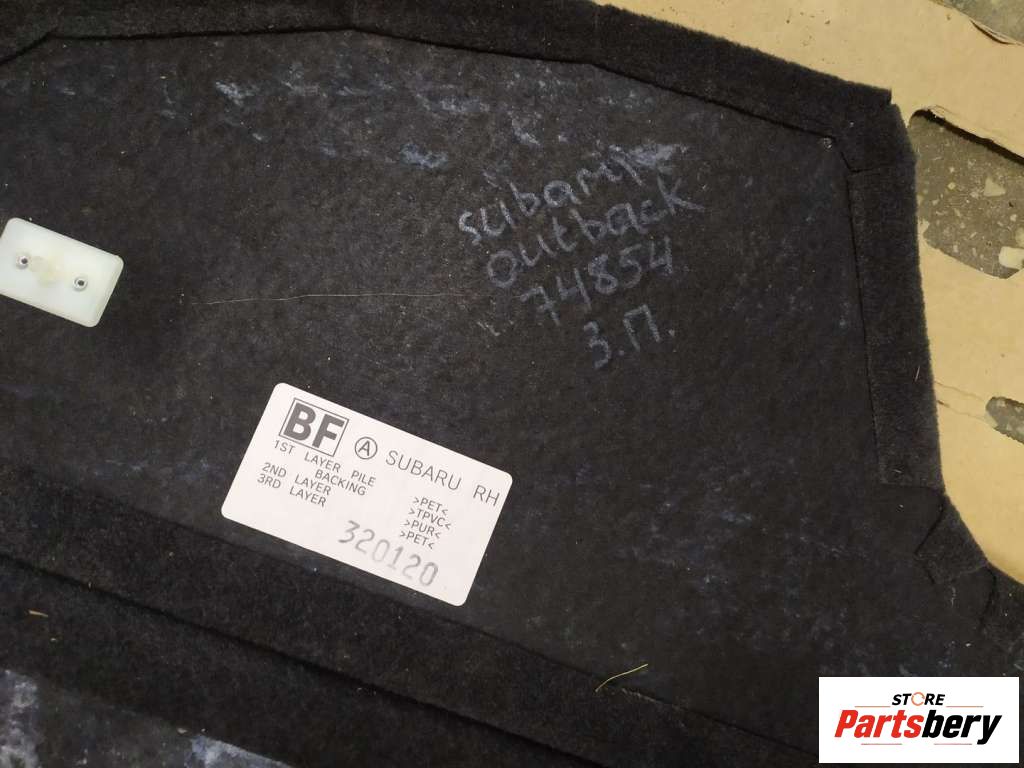 subaru
outback
74854
З.П.
BF A SUBARU RH
1ST LAYER PILE >PET<
BACKING >TPVC<
2ND LAYER >PUR<
3RD LAYER >PET<
320120
STORE
Partsbery